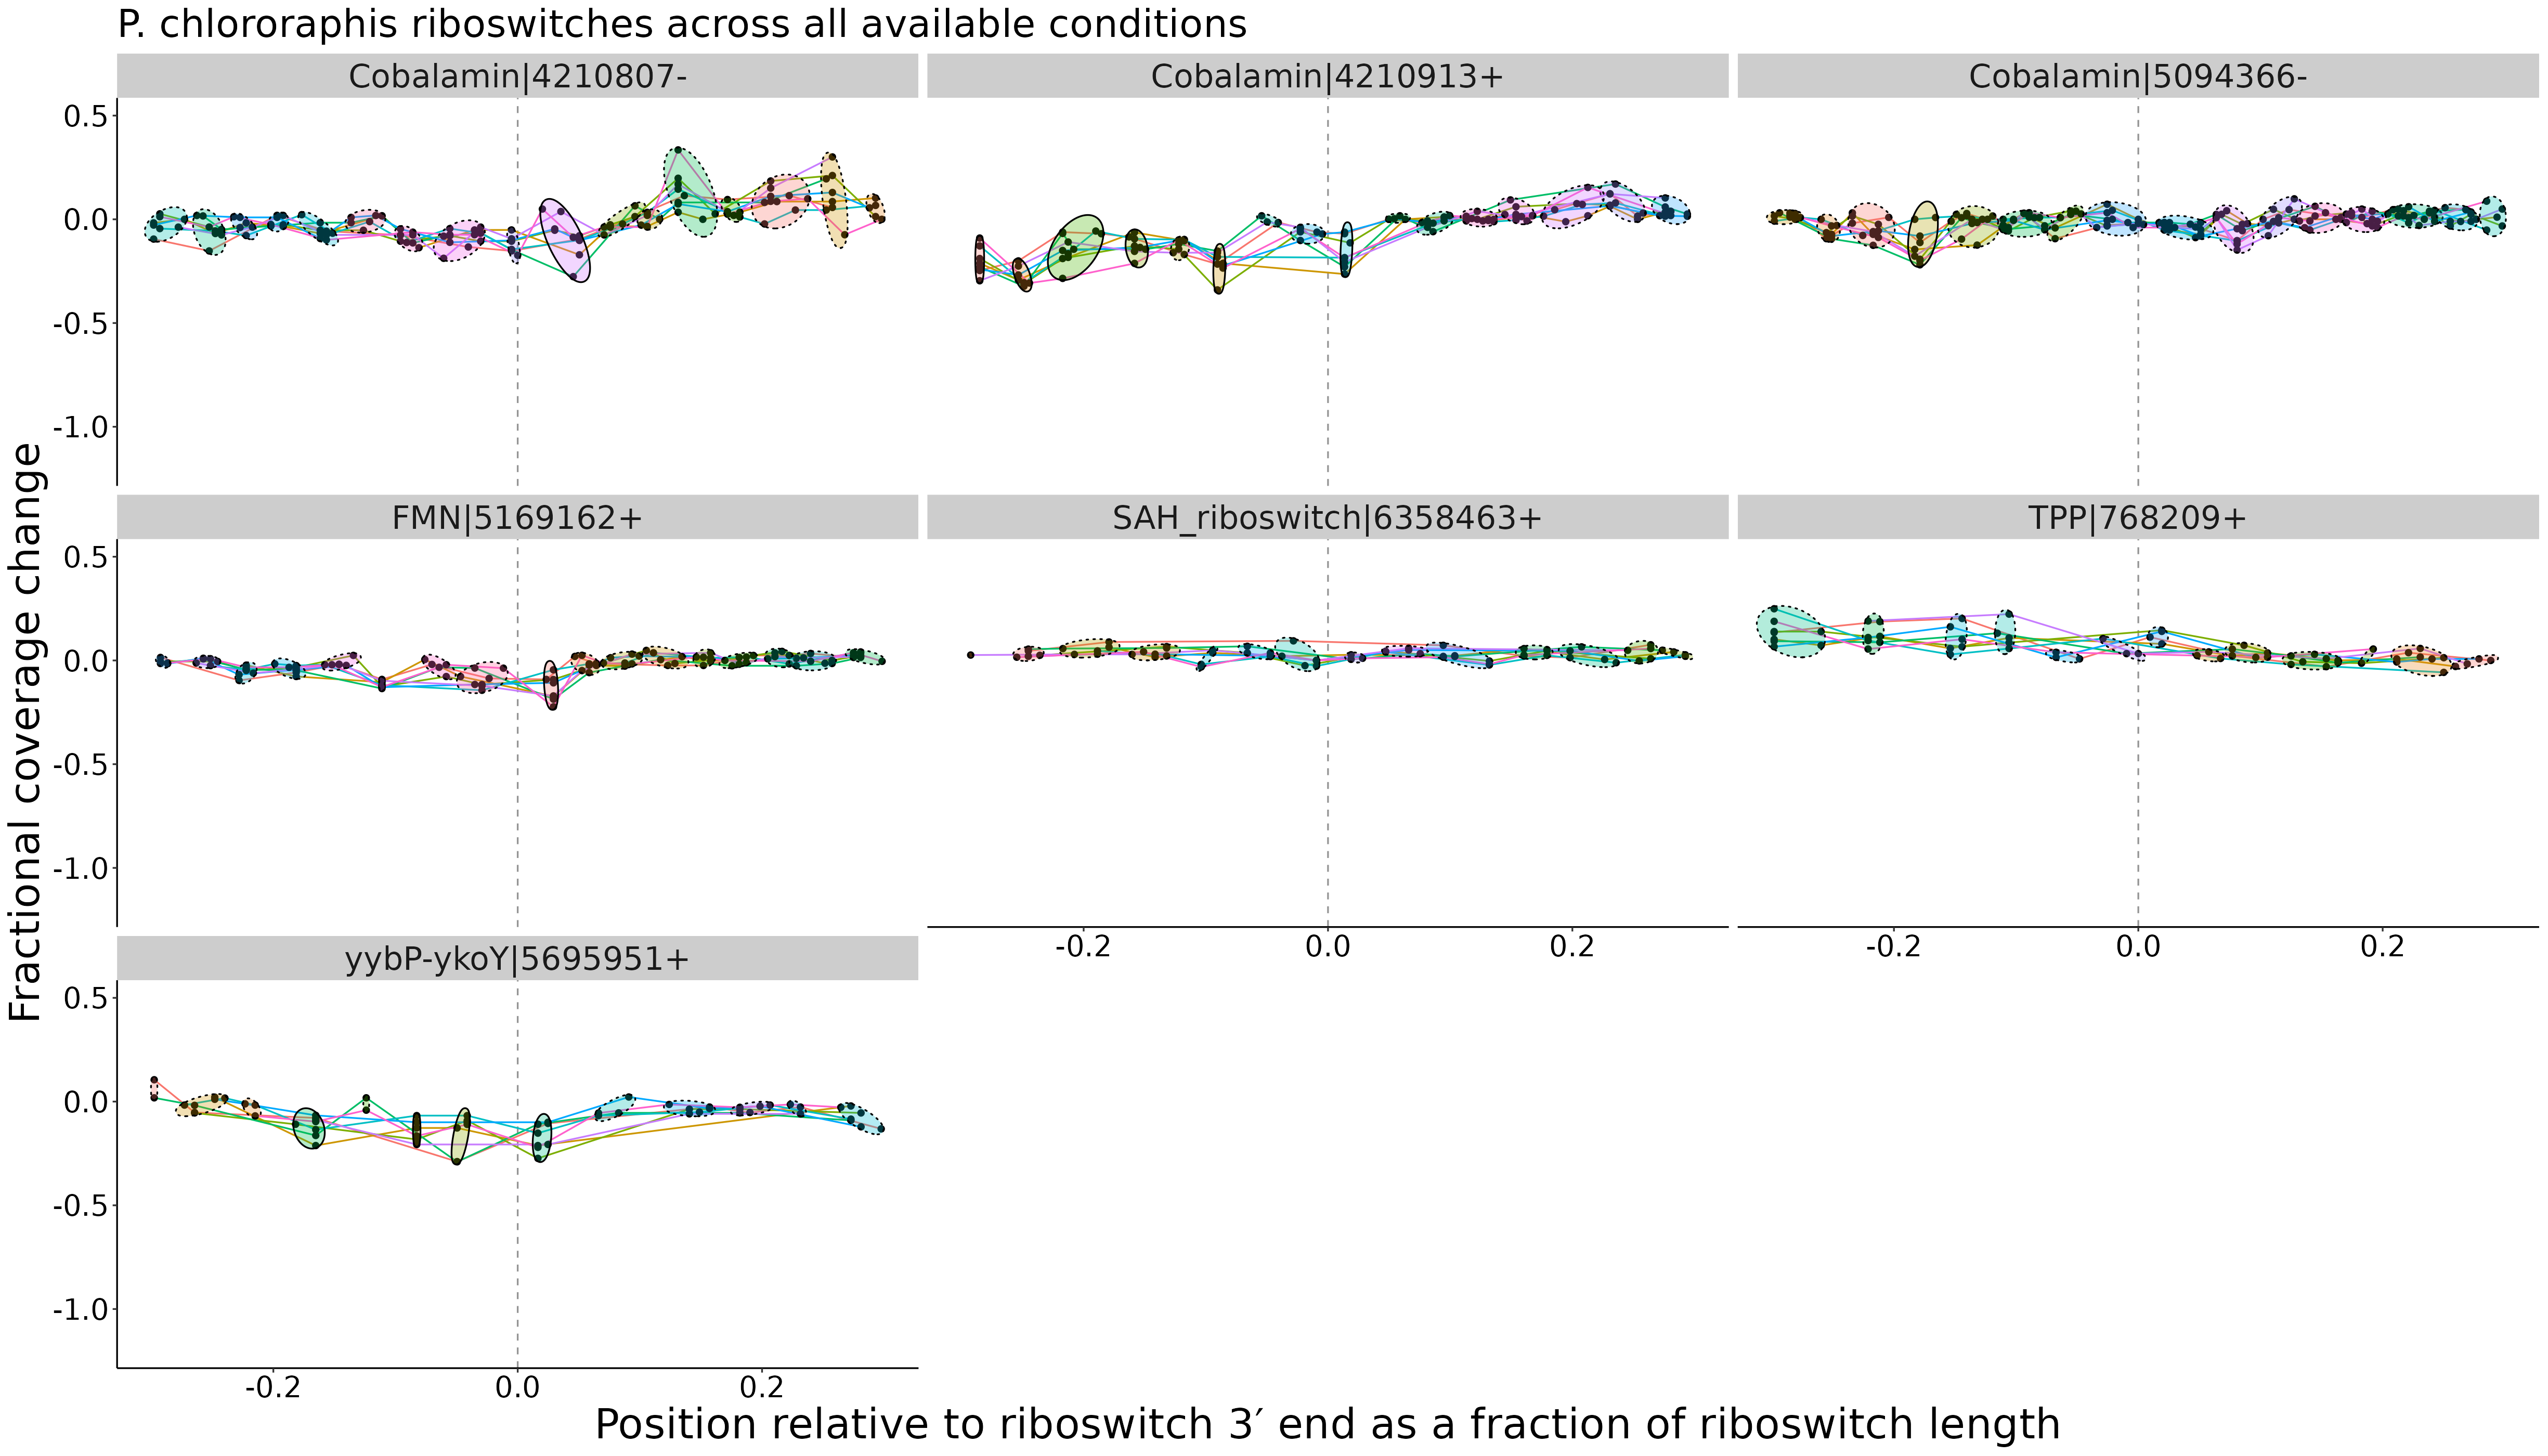 P. chlororaphis riboswitches across all available conditions
Cobalamin|4210807-
Cobalamin|4210913+
Cobalamin|5094366-
0.5
0.0
-0.5
-1.0
FMN|5169162+
SAH_riboswitch|6358463+
TPP|768209+
0.5
0.0
-0.5
-1.0
-0.2 0.0 0.2
-0.2 0.0 0.2
yybP-ykoY|5695951+
0.5
0.0
-0.5
-1.0
-0.2 0.0 0.2
Fractional coverage change
Position relative to riboswitch 3′ end as a fraction of riboswitch length